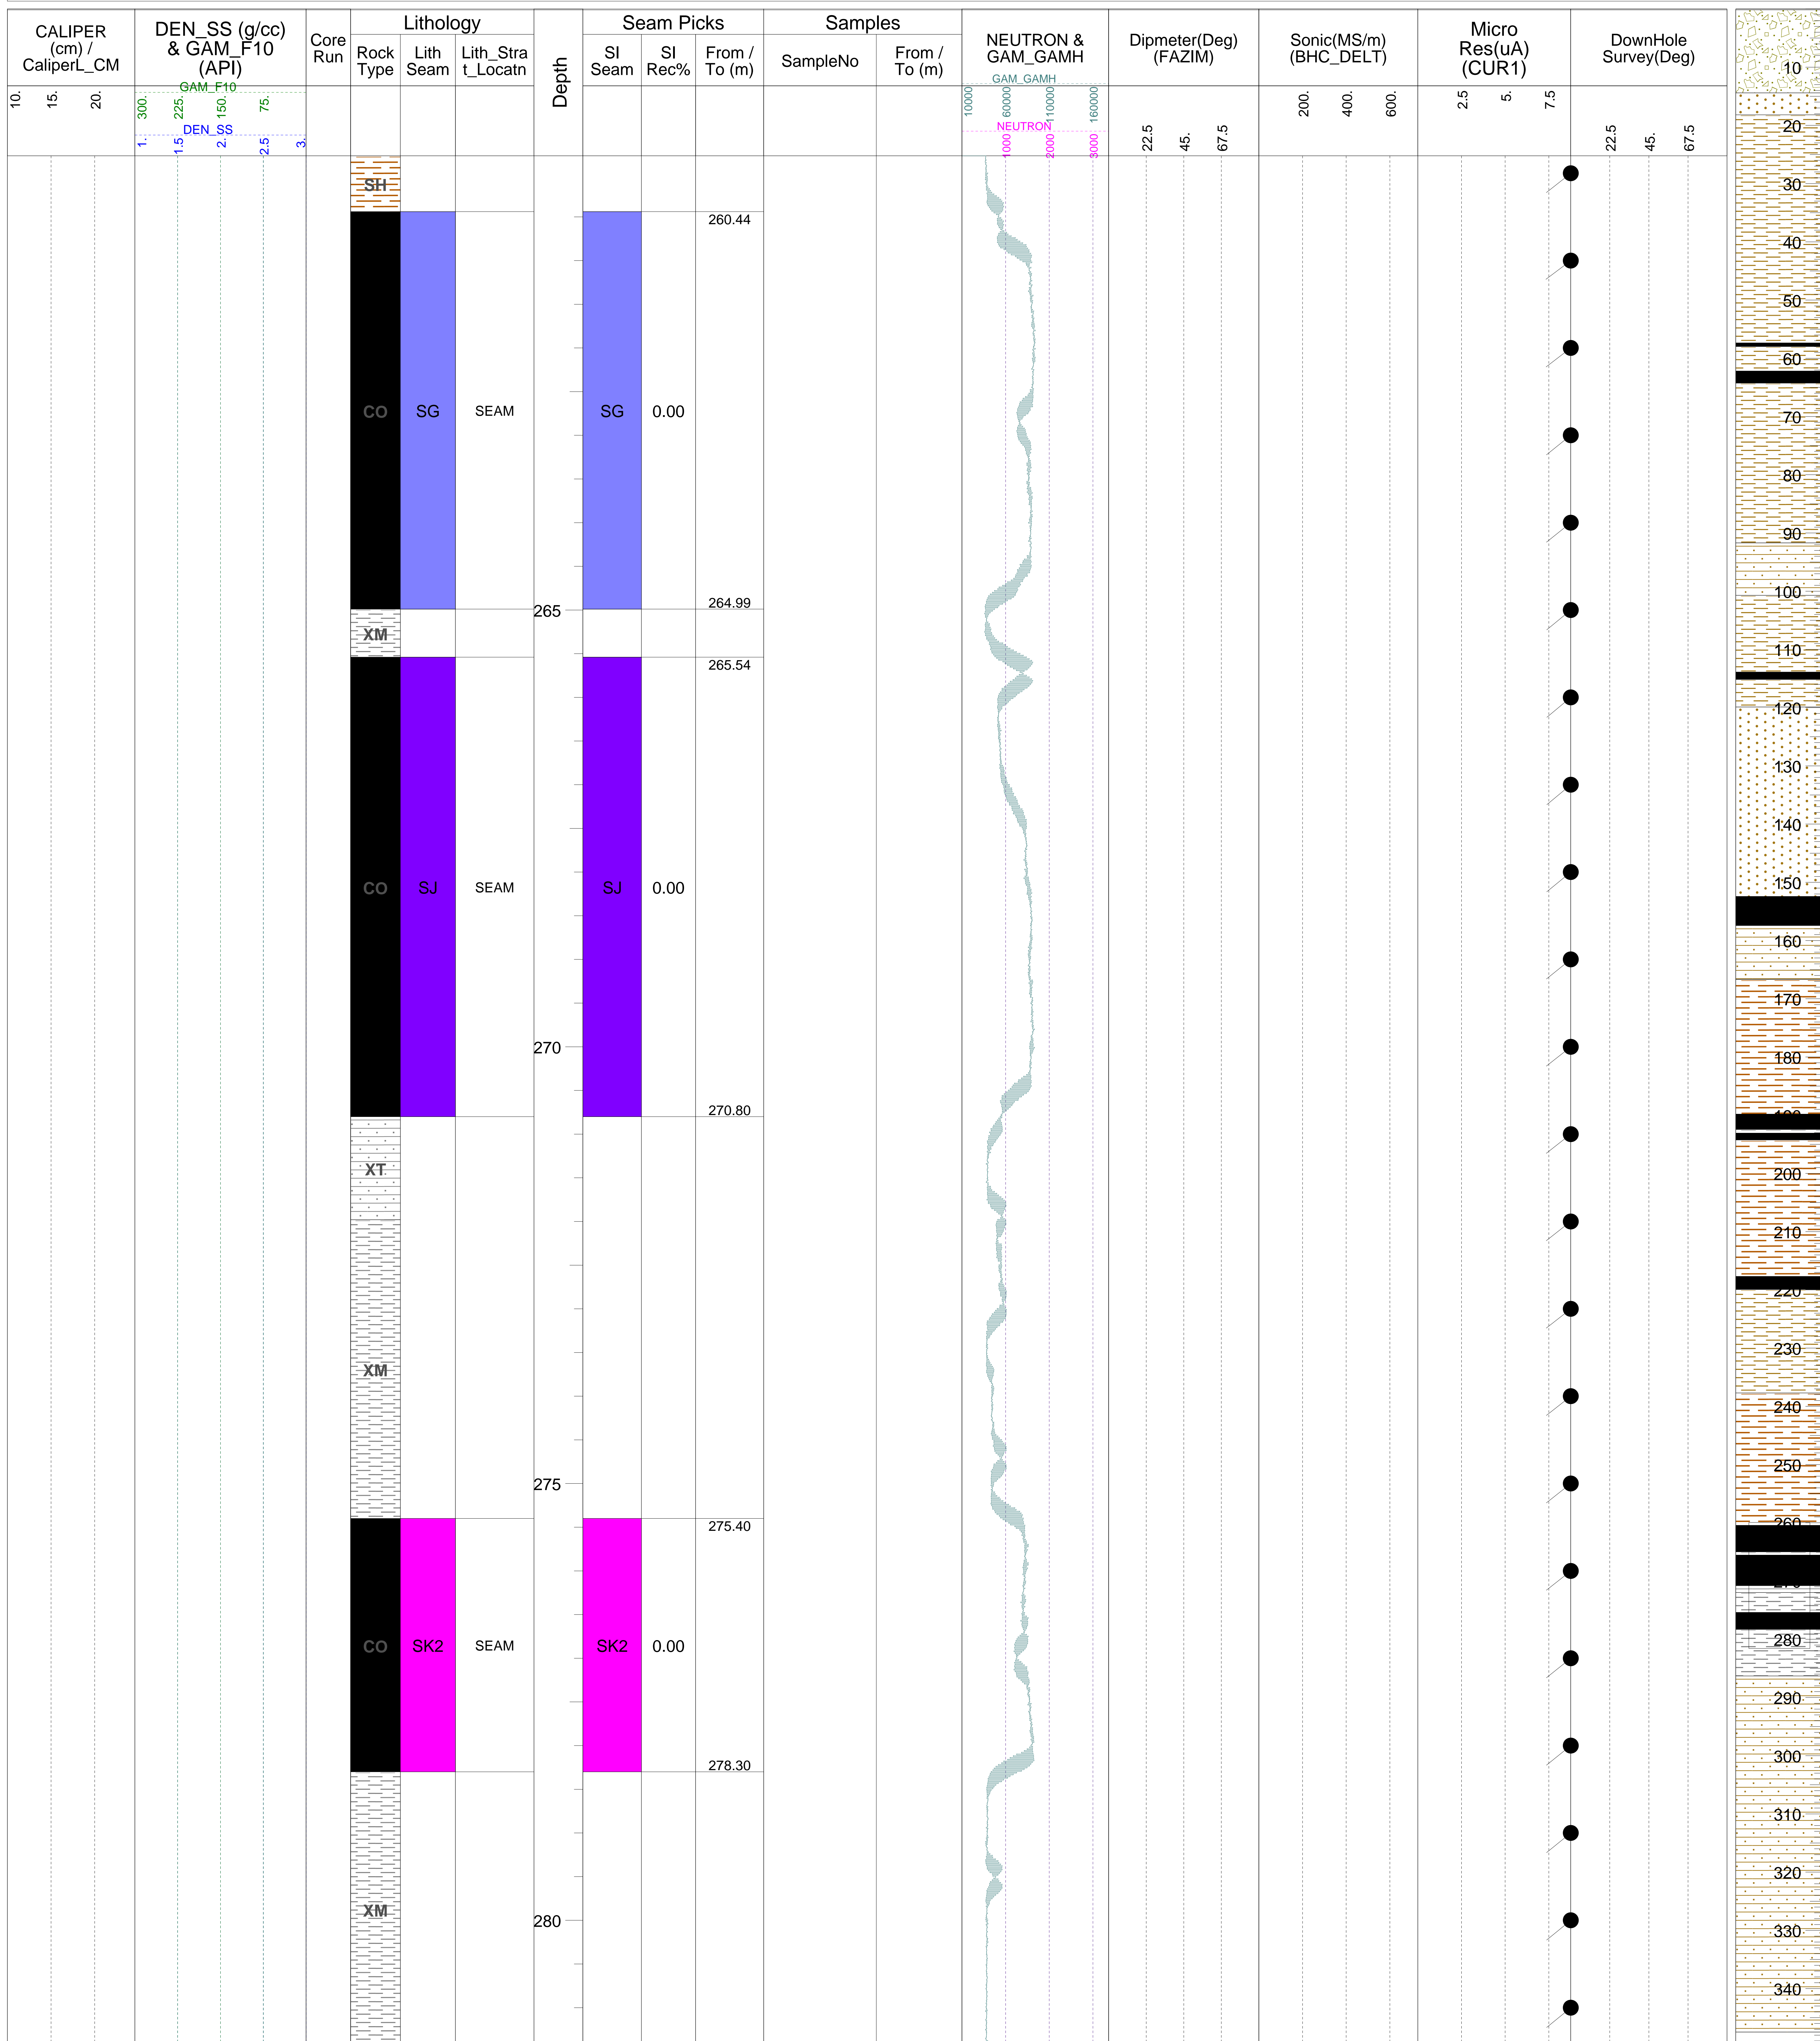 CALIPER
(cm) /
CaliperL_CM
DEN_SS (g/cc)
& GAM_F10
(API)
Core
Run
Lithology
Rock
Type
Lith
Seam
Lith_Stra
t_Locatn
Depth
Seam Picks
SI
Seam
SI
Rec%
From /
To (m)
Samples
SampleNo
From /
To (m)
NEUTRON &
GAM_GAMH
Dipmeter(Deg)
(FAZIM)
Sonic(MS/m)
(BHC_DELT)
Micro
Res(uA)
(CUR1)
DownHole
Survey(Deg)
10. 15. 20.
GAM_F10
300. 225. 150. 75.
DEN_SS
1. 1.5 2. 2.5 3.
GAM_GAMH
10000 60000 110000 160000
NEUTRON
1000 2000 3000
22.5 45. 67.5
200. 400. 600.
2.5 5. 7.5
22.5 45. 67.5
SH
260.44
CO SG SEAM SG 0.00
264.99
265
XM
265.54
CO SJ SEAM SJ 0.00
270
270.80
XT
XM
275
275.40
CO SK2 SEAM SK2 0.00
278.30
XM
280
10
20
30
40
50
60
70
80
90
100
110
120
130
140
150
160
170
180
190
200
210
220
230
240
250
260
270
280
290
300
310
320
330
340